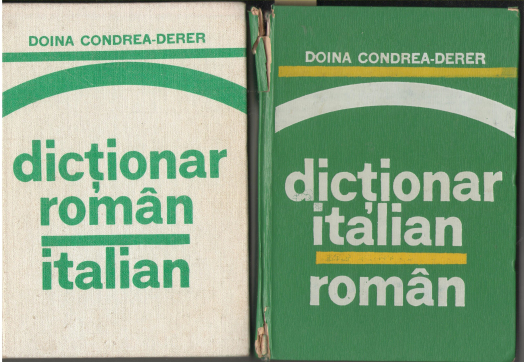 DOINA CONDREA-DERER
dicționar
român
italian
DOINA CONDREA-DERER
dicționar
italian
român